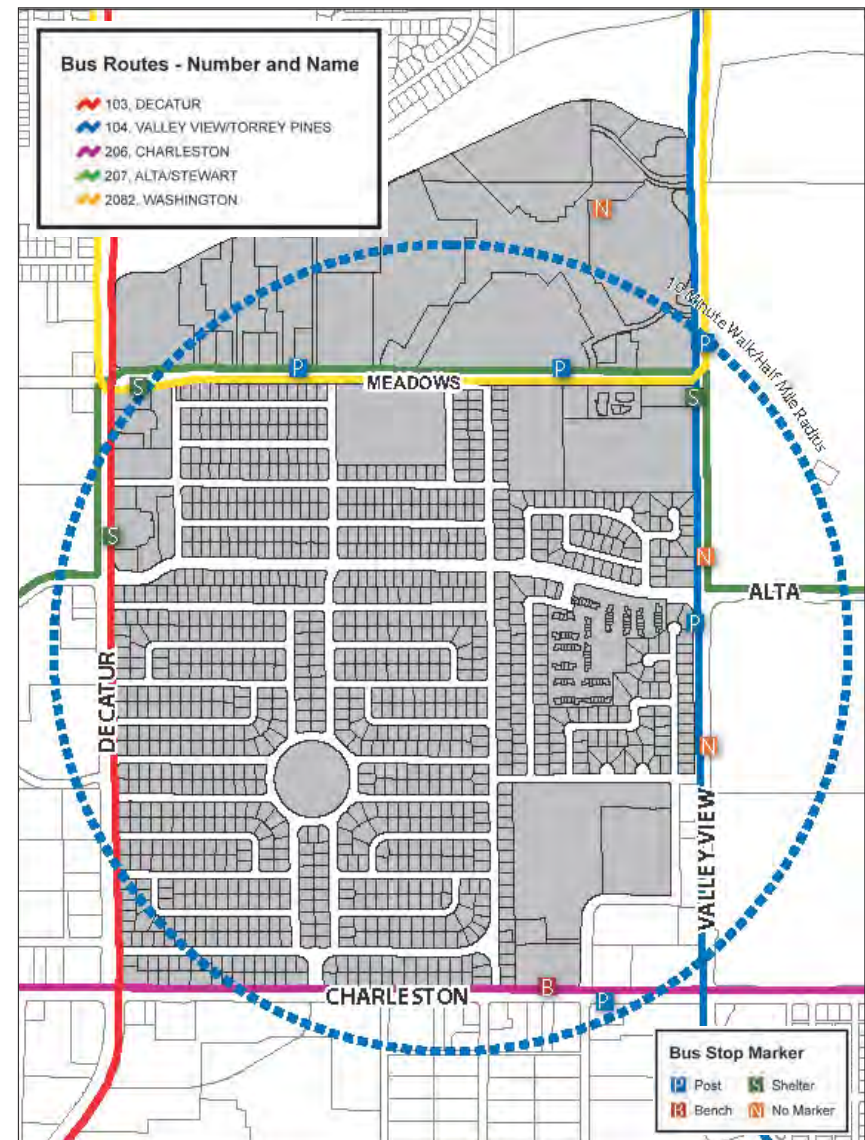 Bus Routes - Number and Name
103, DECATUR
104, VALLEY VIEW/TORREY PINES
206, CHARLESTON
207, ALTA/STEWART
2082, WASHINGTON
N
10 Minute Walk/Half Mile Radius
P
P
P
MEADOWS
S
S
S
N
ALTA
P
DECATUR
N
VALLEY VIEW
B
CHARLESTON
P
Bus Stop Marker
P Post
S Shelter
B Bench
N No Marker